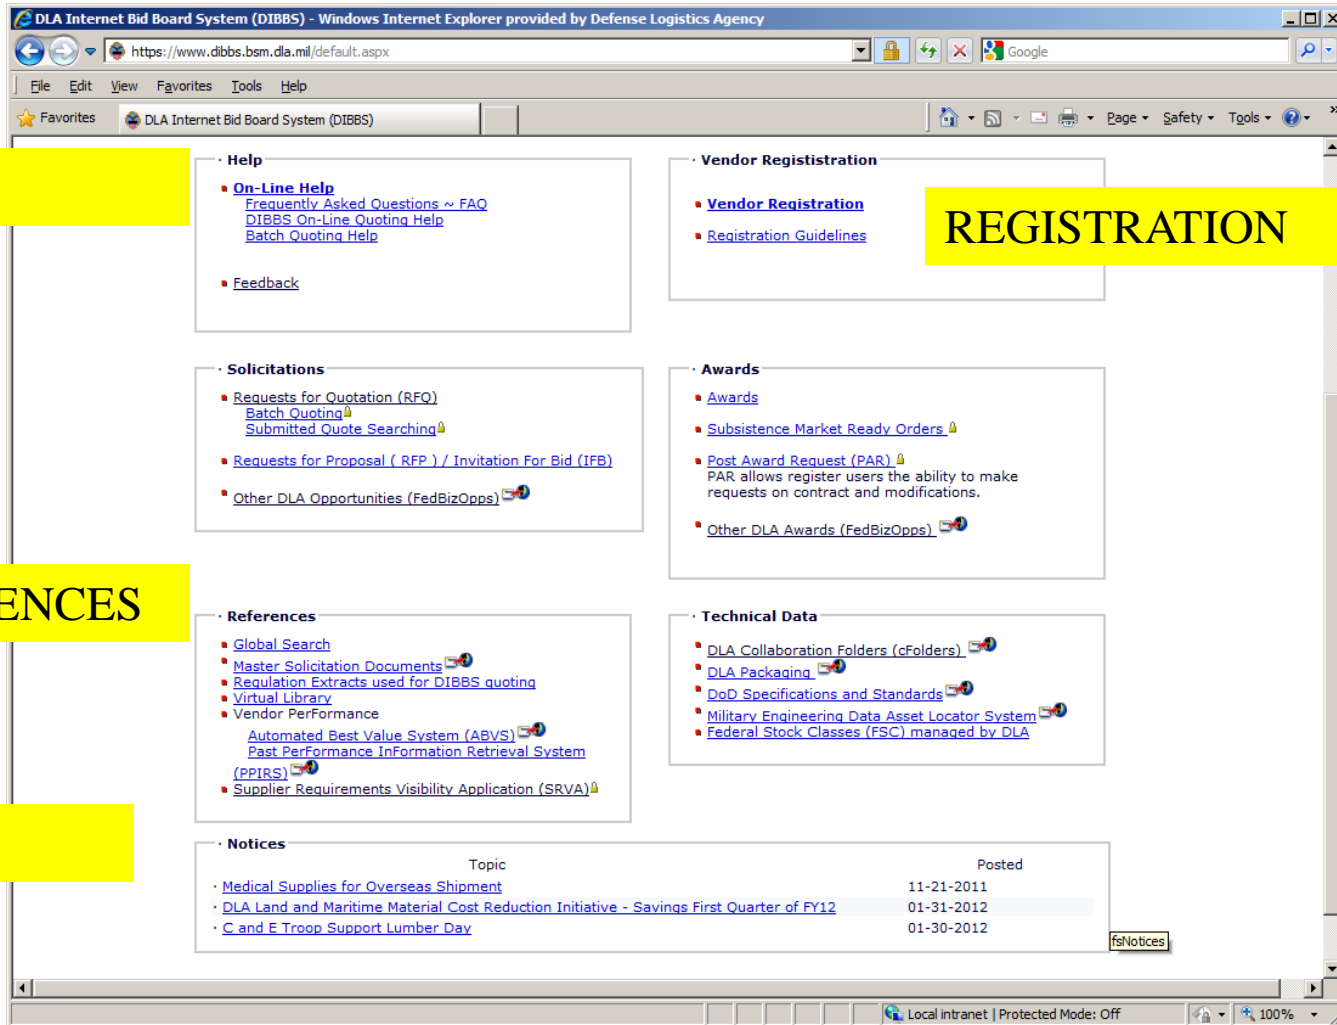 DLA Internet Bid Board System (DIBBS) - Windows Internet Explorer provided by Defense Logistics Agency
https://www.dibbs.bsm.dla.mil/default.aspx
Google
File Edit View Favorites Tools Help
Favorites
DLA Internet Bid Board System (DIBBS)
Page
Safety
Tools
»
· Help
On-Line Help
Frequently Asked Questions ~ FAQ
DIBBS On-Line Quoting Help
Batch Quoting Help
Feedback
· Vendor Regististration
Vendor Registration
Registration Guidelines
REGISTRATION
· Solicitations
Requests for Quotation (RFQ)
Batch Quoting
Submitted Quote Searching
Requests for Proposal ( RFP ) / Invitation For Bid (IFB)
Other DLA Opportunities (FedBizOpps)
· Awards
Awards
Subsistence Market Ready Orders
Post Award Request (PAR)
PAR allows register users the ability to make
requests on contract and modifications.
Other DLA Awards (FedBizOpps)
ENCES
· References
Global Search
Master Solicitation Documents
Regulation Extracts used for DIBBS quoting
Virtual Library
Vendor PerFormance
Automated Best Value System (ABVS)
Past PerFormance InFormation Retrieval System
(PPIRS)
Supplier Requirements Visibility Application (SRVA)
· Technical Data
DLA Collaboration Folders (cFolders)
DLA Packaging
DoD Specifications and Standards
Military Engineering Data Asset Locator System
Federal Stock Classes (FSC) managed by DLA
· Notices
Topic Posted
· Medical Supplies for Overseas Shipment 11-21-2011
· DLA Land and Maritime Material Cost Reduction Initiative - Savings First Quarter of FY12 01-31-2012
· C and E Troop Support Lumber Day 01-30-2012
fsNotices
Local intranet | Protected Mode: Off
100%